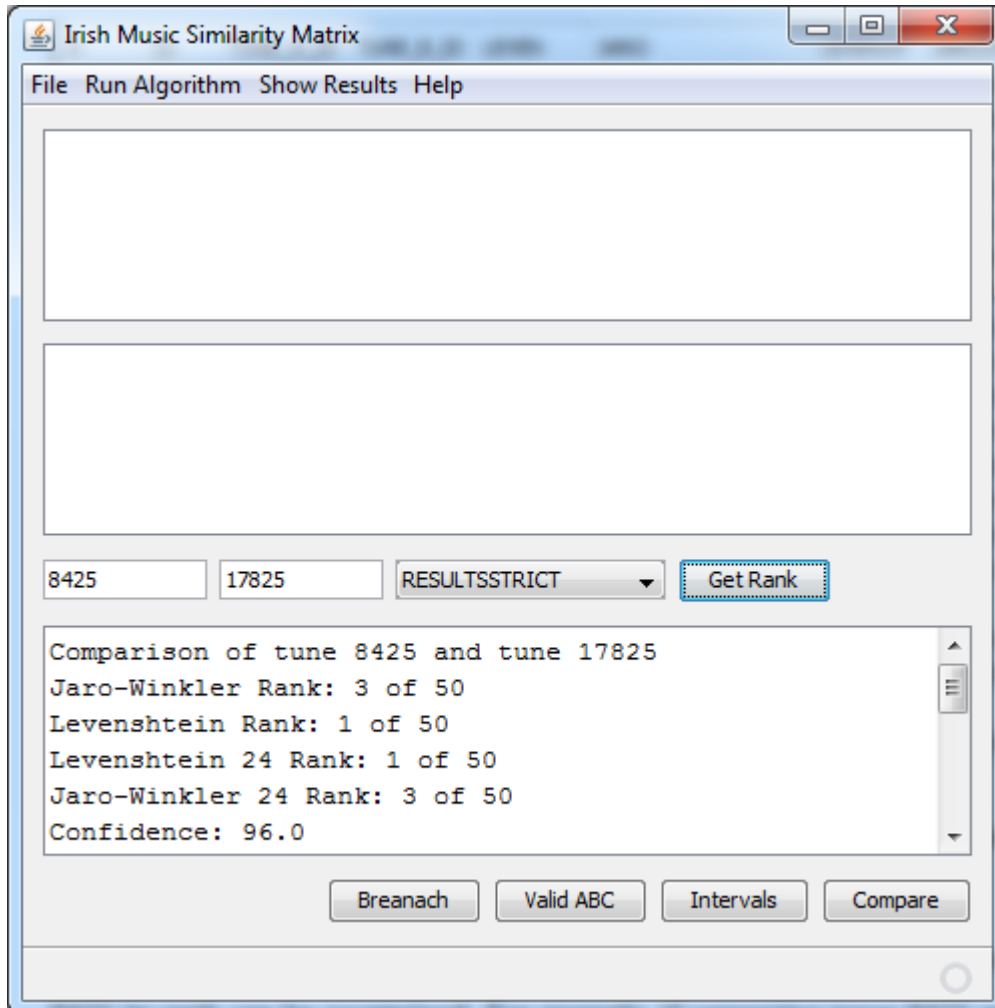 Irish Music Similarity Matrix
File Run Algorithm Show Results Help
8425 17825 RESULTSSTRICT Get Rank
Comparison of tune 8425 and tune 17825
Jaro-Winkler Rank: 3 of 50
Levenshtein Rank: 1 of 50
Levenshtein 24 Rank: 1 of 50
Jaro-Winkler 24 Rank: 3 of 50
Confidence: 96.0
Breanach Valid ABC Intervals Compare